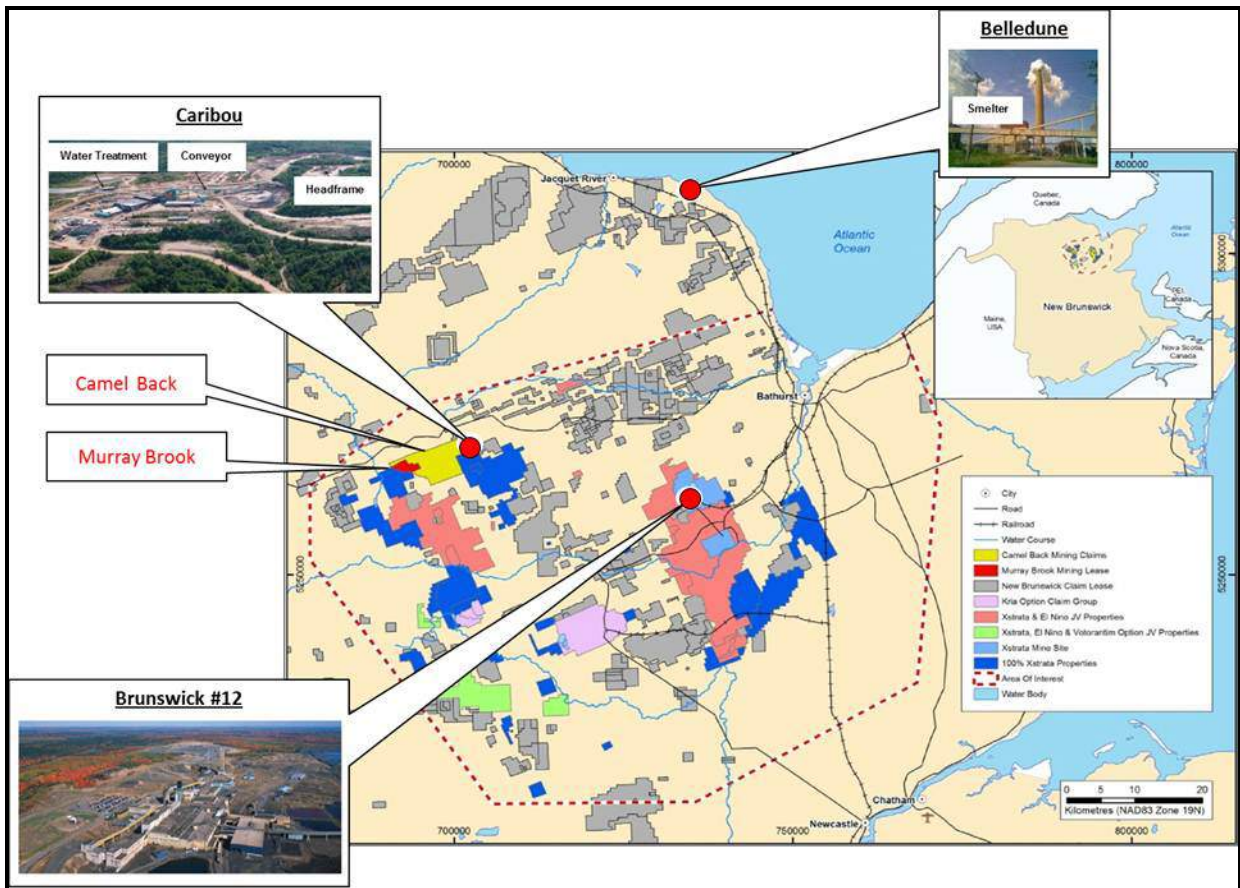 Belledune
Smelter
Caribou
Water Treatment
Conveyor
Headframe
700000
800000
Jacquet River
Atlantic
Ocean
Quebec,
Canada
Atlantic
Ocean
5300000
New Brunswick
PEI,
Canada
Maine,
USA
Nova Scotia,
Canada
Camel Back
Bathurst
Murray Brook
City
Road
Railroad
Water Course
Camel Back Mining Claims
Murray Brook Mining Lease
New Brunswick Claim Lease
Kria Option Claim Group
Xstrata & El Nino JV Properties
Xstrata, El Nino & Votorantim Option JV Properties
Xstrata Mine Site
100% Xstrata Properties
Area Of Interest
Water Body
5250000
5250000
Brunswick #12
0 5 10 20
Kilometres (NAD83 Zone 19N)
Chatham
Newcastle
700000
750000
800000